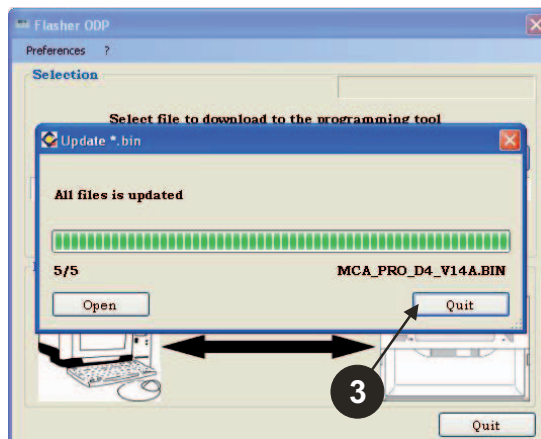 Flasher ODP
Preferences ?
Selection
Select file to download to the programming tool
Update *.bin
All files is updated
5/5 MCA_PRO_D4_V14A.BIN
Open Quit
3
Quit